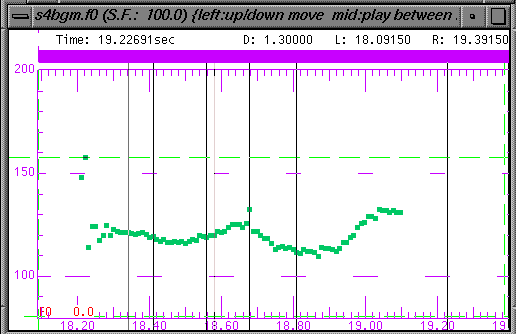 s4bgm.f0 (S.F.: 100.0) {left:up/down move mid:play between .
Time: 19.22691sec D: 1.30000 L: 18.09150 R: 19.39150
200
150
100
F0 0.0
18.20 18.40 18.60 18.80 19.00 19.20